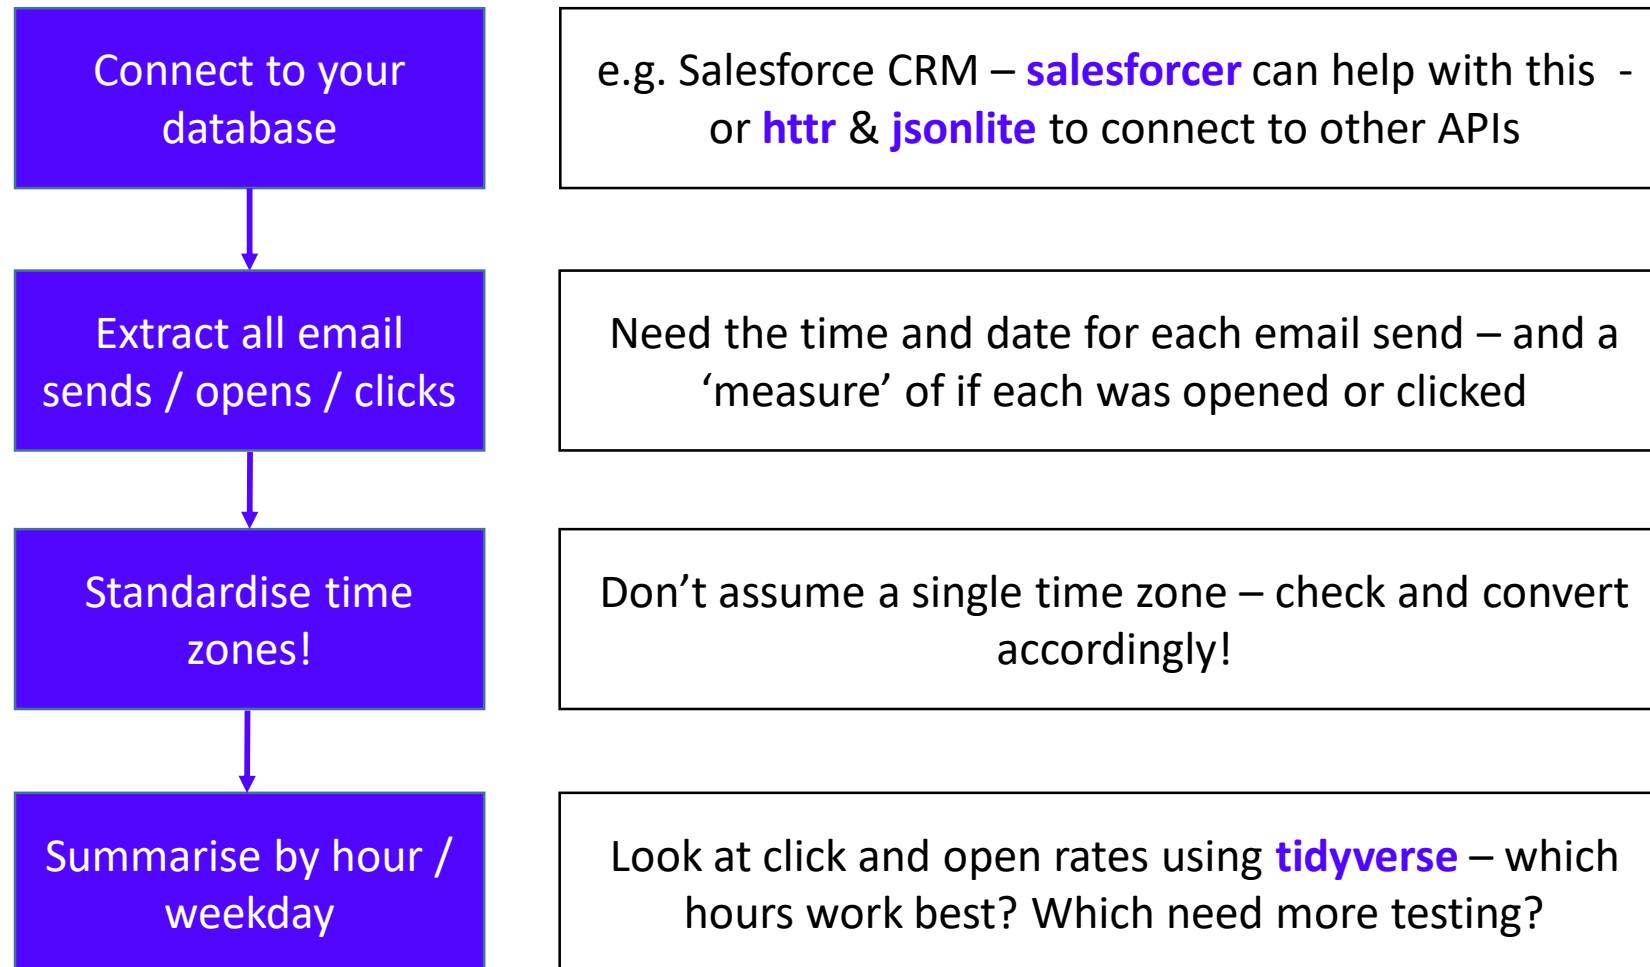 Connect to your
database
e.g. Salesforce CRM – salesforcer can help with this  -
or httr & jsonlite to connect to other APIs
Extract all email
sends / opens / clicks
Need the time and date for each email send – and a
‘measure’ of if each was opened or clicked
Standardise time
zones!
Don’t assume a single time zone – check and convert
accordingly!
Summarise by hour /
weekday
Look at click and open rates using tidyverse – which
hours work best? Which need more testing?